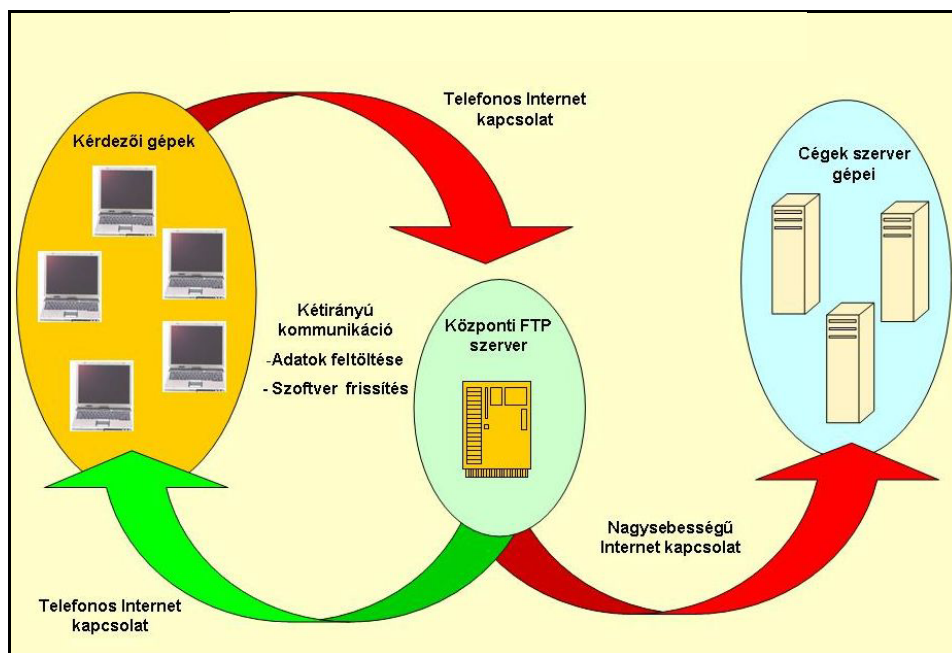 Telefonos Internet
kapcsolat
Kérdezői gépek
Cégek szerver
gépei
Kétirányú
kommunikáció
-Adatok feltöltése
- Szoftver frissítés
Központi FTP
szerver
Nagysebességű
Internet kapcsolat
Telefonos Internet
kapcsolat